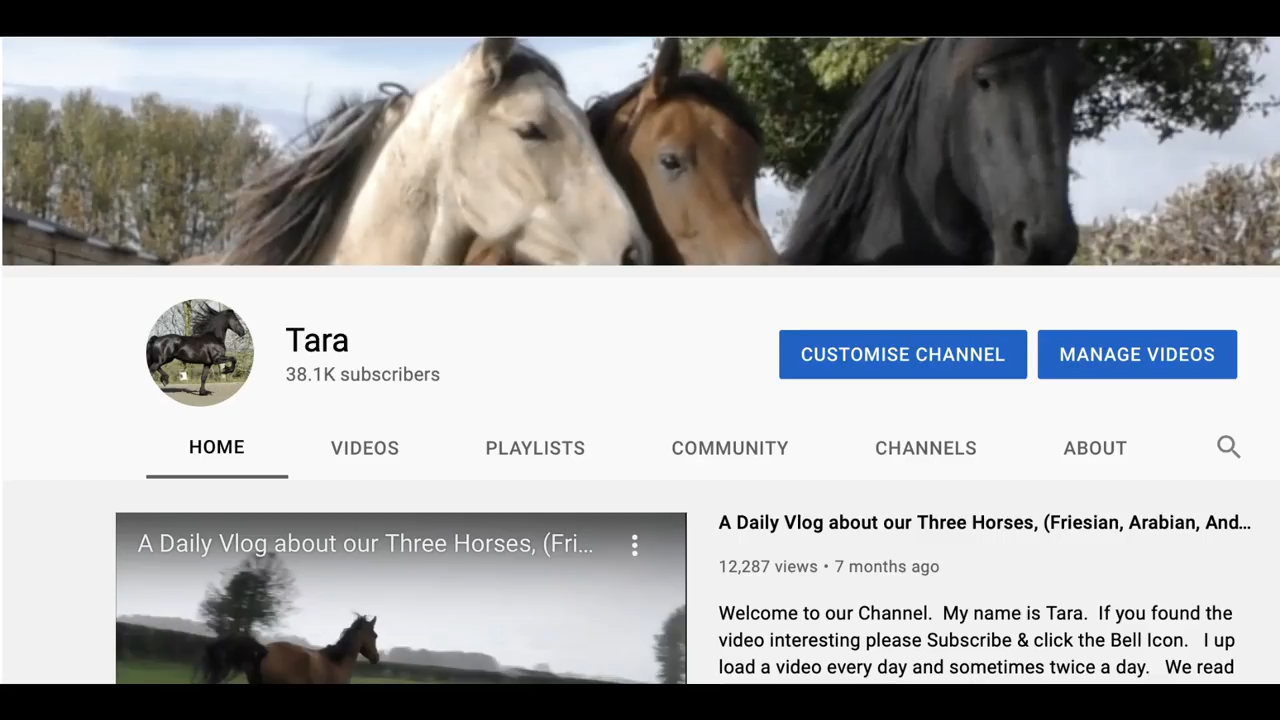 Tara
38.1K subscribers
CUSTOMISE CHANNEL
MANAGE VIDEOS
HOME
VIDEOS
PLAYLISTS
COMMUNITY
CHANNELS
ABOUT
A Daily Vlog about our Three Horses, (Fri...
A Daily Vlog about our Three Horses, (Friesian, Arabian, And...
12,287 views • 7 months ago
Welcome to our Channel. My name is Tara. If you found the
video interesting please Subscribe & click the Bell Icon. I up
load a video every day and sometimes twice a day. We read